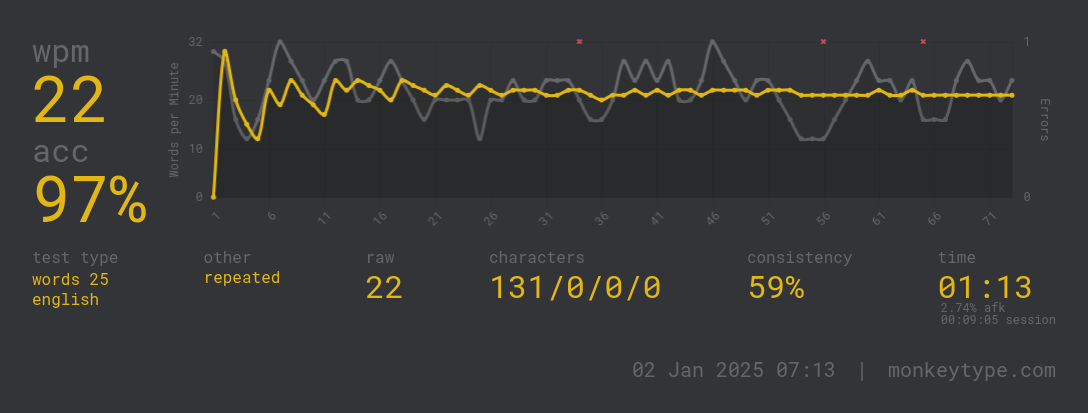 wpm
22
acc
97%
Words per Minute
32
20
10
0
1
0
Errors
1 6 11 16 21 26 31 36 41 46 51 56 61 66 71
test type
words 25
english
other
repeated
raw
22
characters
131/0/0/0
consistency
59%
time
01:13
2.74% afk
00:09:05 session
02 Jan 2025 07:13 | monkeytype.com